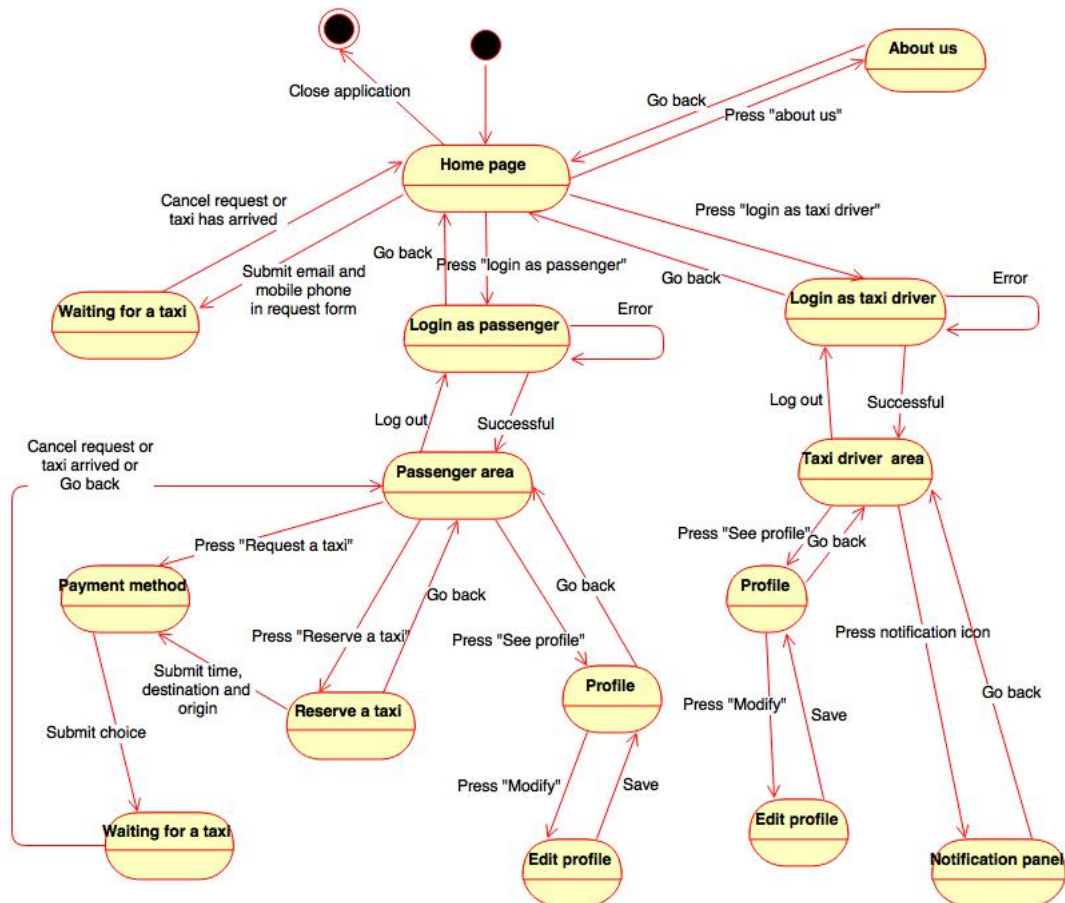 About us
Close application
Go back
Press "about us"
Home page
Cancel request or
taxi has arrived
Press "login as taxi driver"
Go back
Press "login as passenger"
Go back
Submit email and
mobile phone
in request form
Waiting for a taxi
Login as passenger
Error
Login as taxi driver
Error
Log out
Successful
Log out
Successful
Cancel request or
taxi arrived or
Go back
Passenger area
Taxi driver area
Press "Request a taxi"
Press "See profile"
Go back
Payment method
Go back
Go back
Profile
Press "Reserve a taxi"
Press "See profile"
Press notification icon
Submit time,
destination and
origin
Reserve a taxi
Profile
Press "Modify"
Save
Go back
Submit choice
Press "Modify"
Save
Waiting for a taxi
Edit profile
Edit profile
Notification panel